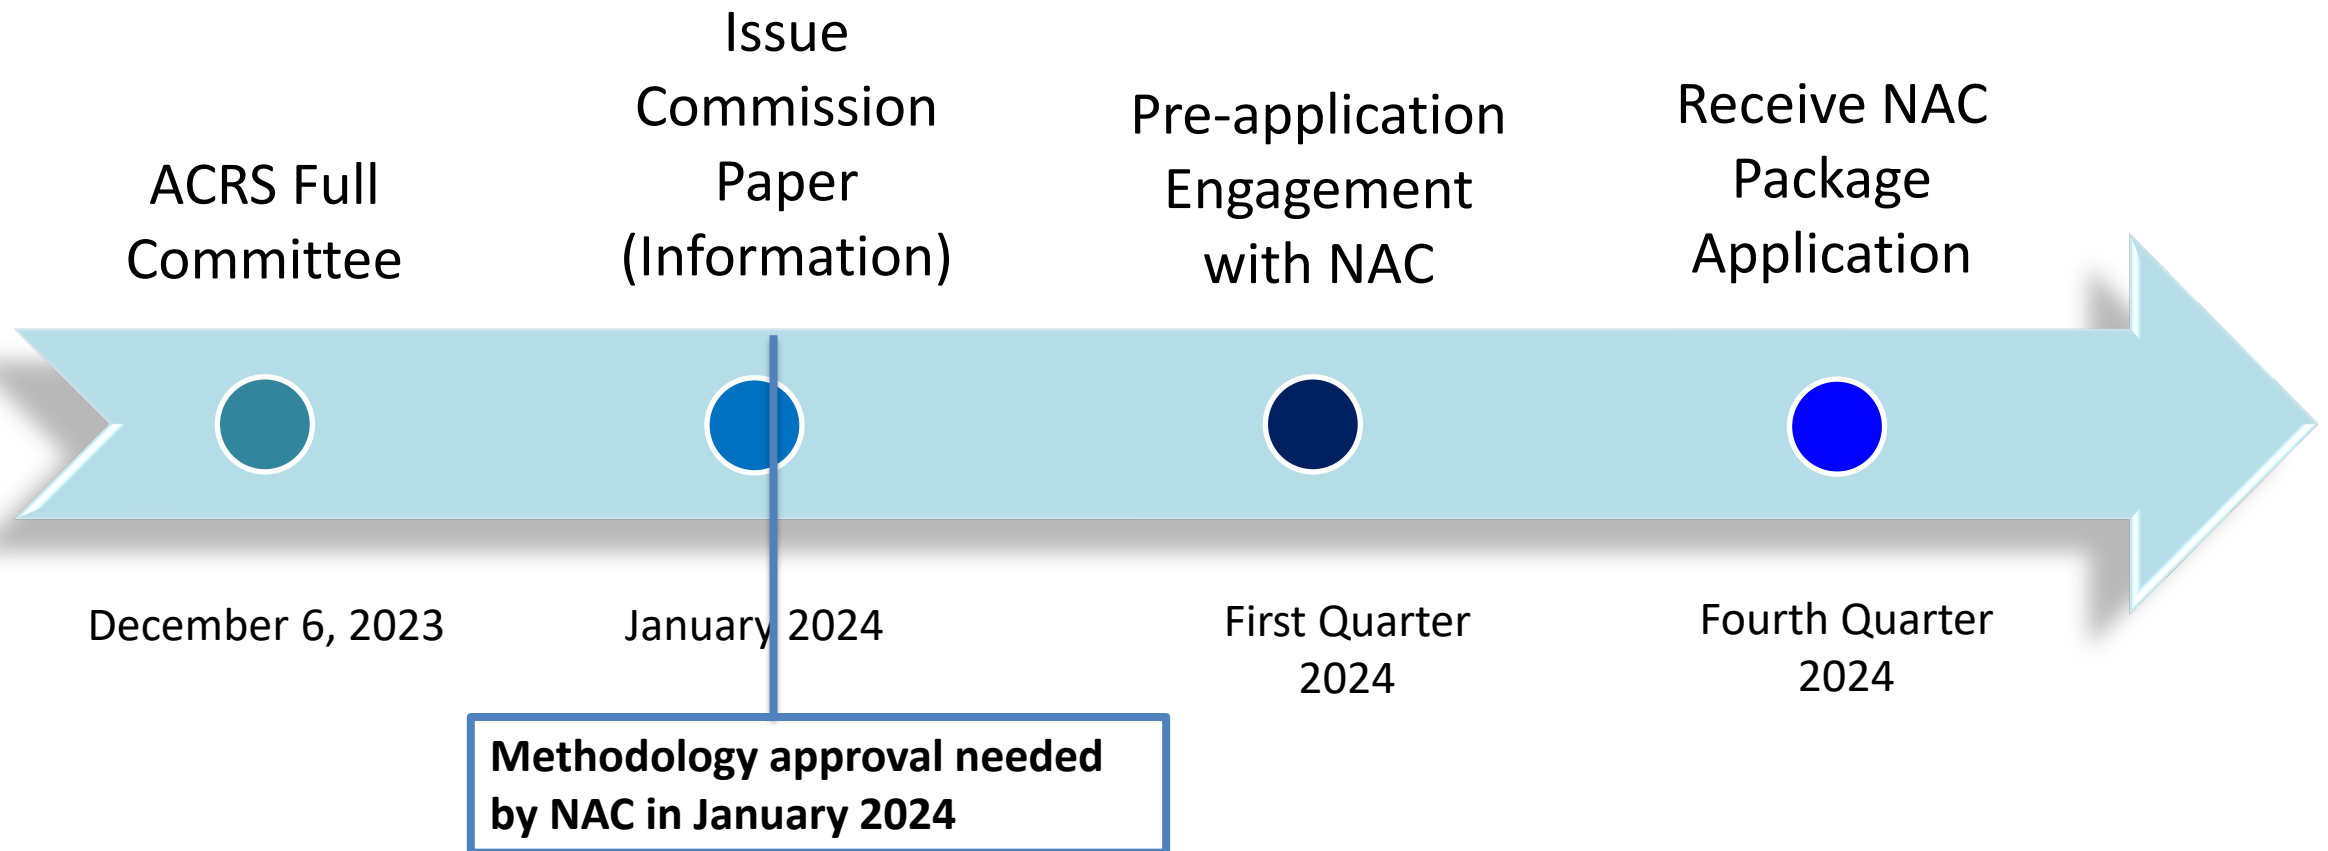 ACRS Full
Committee
Issue
Commission
Paper
(Information)
Pre-application
Engagement
with NAC
Receive NAC
Package
Application
December 6, 2023
January 2024
First Quarter
2024
Fourth Quarter
2024
Methodology approval needed
by NAC in January 2024